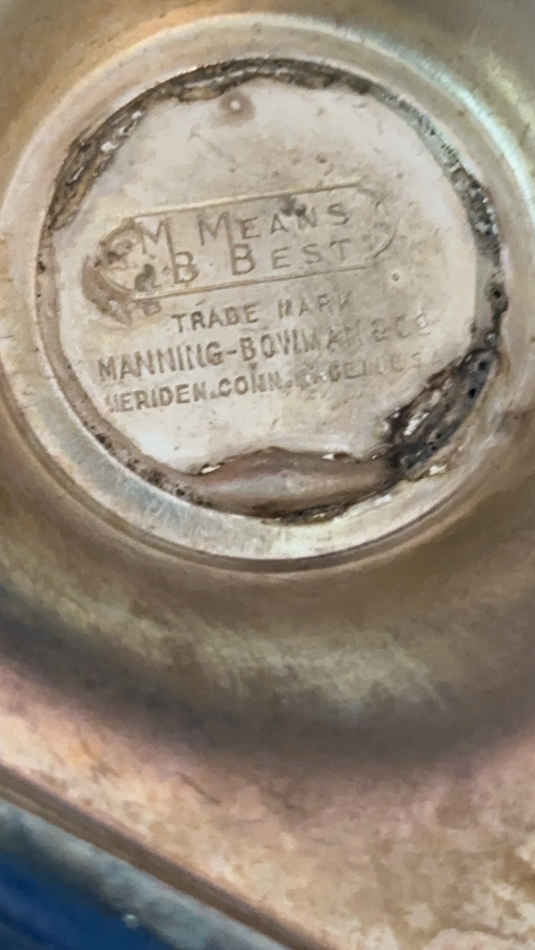 M MEANS
B BEST
TRADE MARK
MANNING-BOWMAN & CO
MERIDEN, CONN. U.S.A.